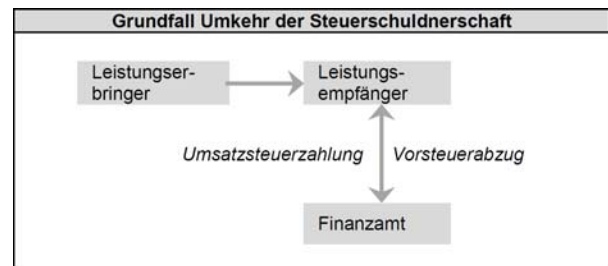 Grundfall Umkehr der Steuerschuldnerschaft
Leistungser-
bringer
Leistungs-
empfänger
Umsatzsteuerzahlung
Vorsteuerabzug
Finanzamt